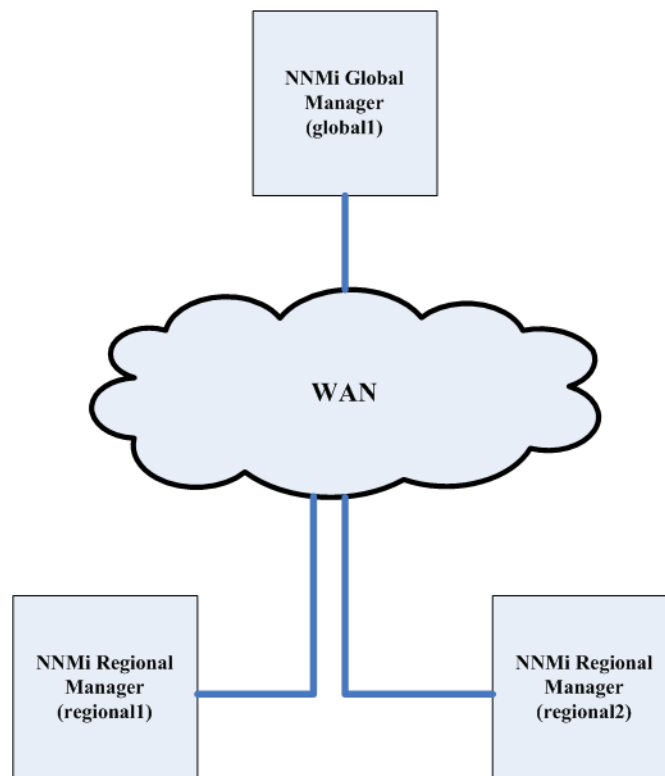 NNMi Global
Manager
(global1)
WAN
NNMi Regional
Manager
(regional1)
NNMi Regional
Manager
(regional2)